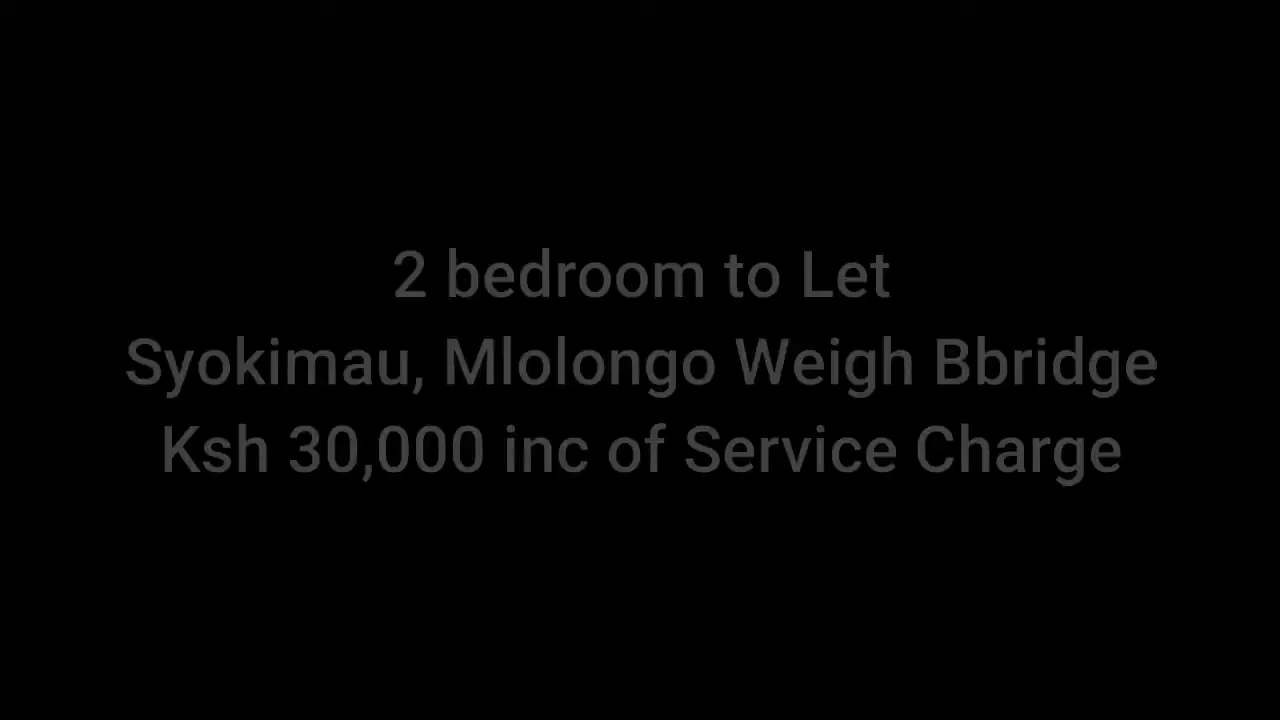 2 bedroom to Let
Syokimau, Mlolongo Weigh Bbridge
Ksh 30,000 inc of Service Charge